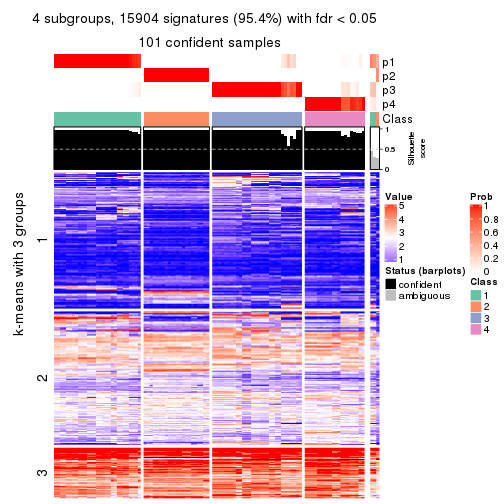 4 subgroups, 15904 signatures (95.4%) with fdr < 0.05
101 confident samples
p1
p2
p3
p4
Class
1
0.5
0
Silhouette
score
k-means with 3 groups
1
2
3
Value
5
4
3
2
1
Status (barplots)
confident
ambiguous
Prob
1
0.8
0.6
0.4
0.2
0
Class
1
2
3
4